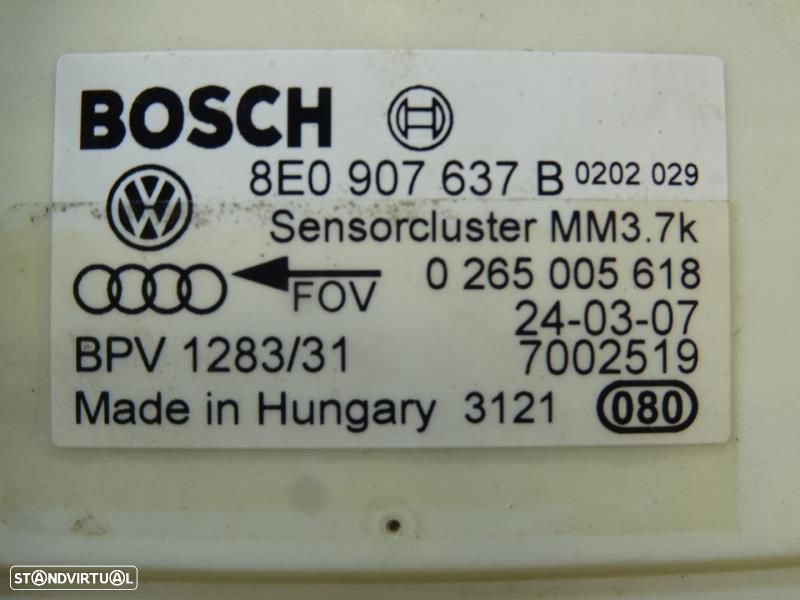 BOSCH
8E0 907 637 B 0202 029
Sensorcluster MM3.7k
FOV 0 265 005 618
24-03-07
BPV 1283/31 7002519
Made in Hungary 3121 080
STANDVIRTUAL